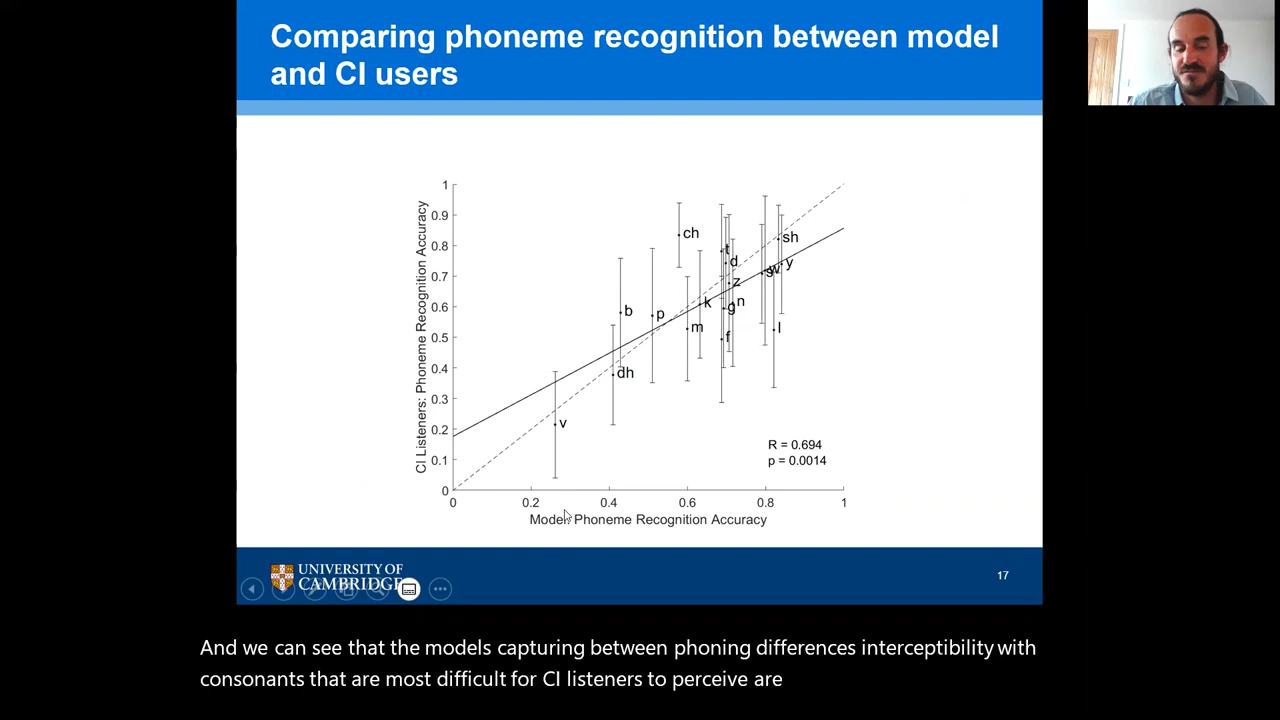 Comparing phoneme recognition between model
and CI users
CI Listeners: Phoneme Recognition Accuracy
1
0.9
0.8
0.7
0.6
0.5
0.4
0.3
0.2
0.1
0
ch
sh
t
d
y
s
w
z
n
k
g
b
p
m
l
f
dh
v
R = 0.694
p = 0.0014
0
0.2
0.4
0.6
0.8
1
Model: Phoneme Recognition Accuracy
UNIVERSITY OF
CAMBRIDGE
17
And we can see that the models capturing between phoning differences interceptibility with
consonants that are most difficult for CI listeners to perceive are